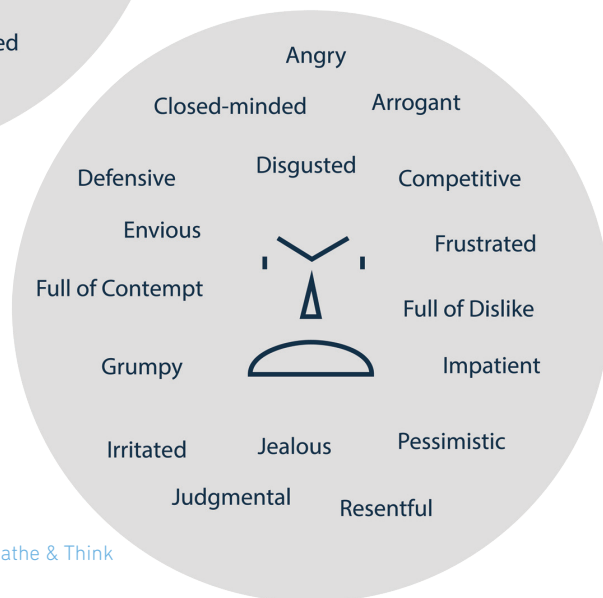 ed
Angry
Closed-minded
Arrogant
Disgusted
Defensive
Competitive
Envious
Frustrated
Full of Contempt
Full of Dislike
Grumpy
Impatient
Irritated
Jealous
Pessimistic
Judgmental
Resentful
athe & Think